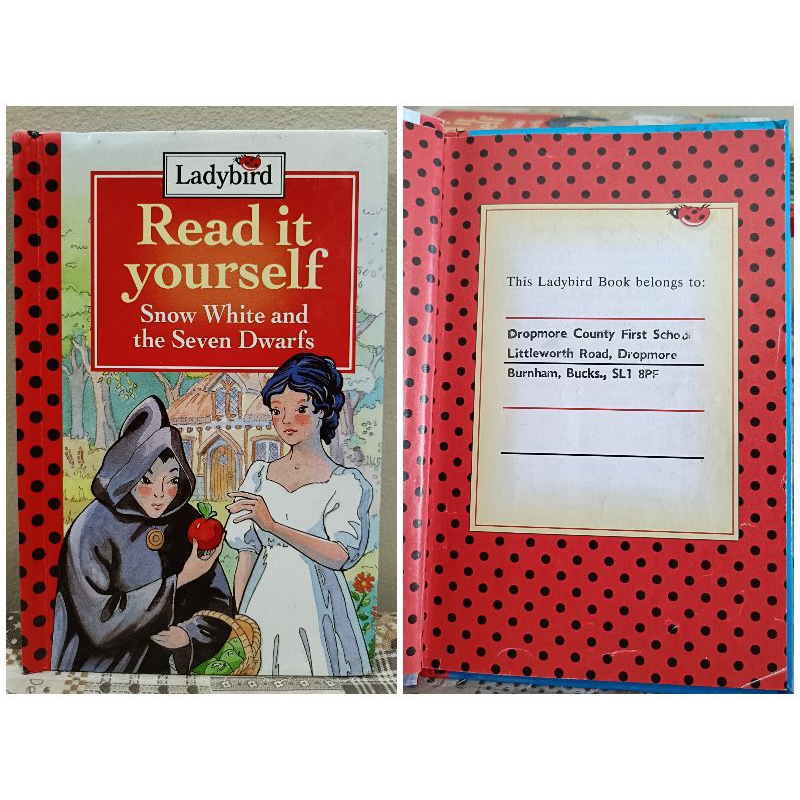 Ladybird
Read it
yourself
Snow White and
the Seven Dwarfs
This Ladybird Book belongs to:
Dropmore County First School
Littleworth Road, Dropmore
Burnham, Bucks., SL1 8PF